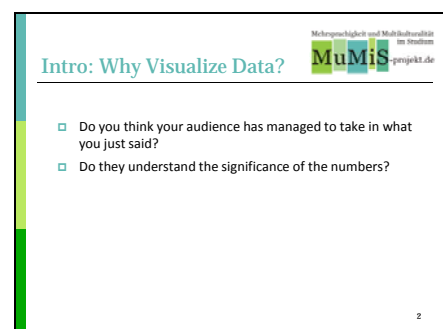 Mehrsprachigkeit und Multikulturalität
im Studium
MuMiS-projekt.de
Intro: Why Visualize Data?
Do you think your audience has managed to take in what
you just said?
Do they understand the significance of the numbers?
2